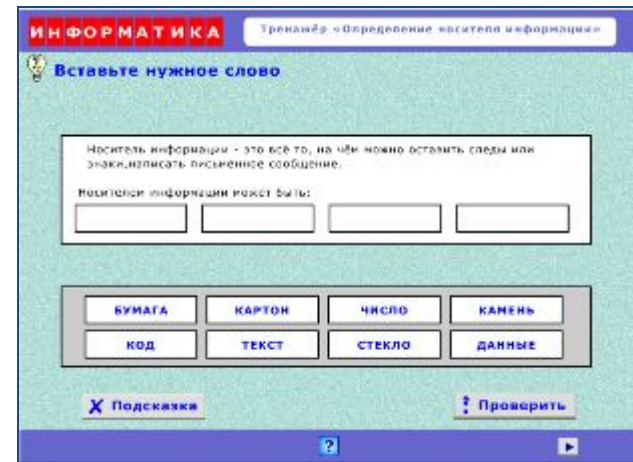 ИНФОРМАТИКА
Тренажёр «Определение носителя информации»
Вставьте нужное слово
Носитель информации - это всё то, на чём можно оставить следы или
знаки,написать письменное сообщение.
Носителем информации может быть:
БУМАГА КАРТОН ЧИСЛО КАМЕНЬ
КОД ТЕКСТ СТЕКЛО ДАННЫЕ
Подсказка Проверить
?